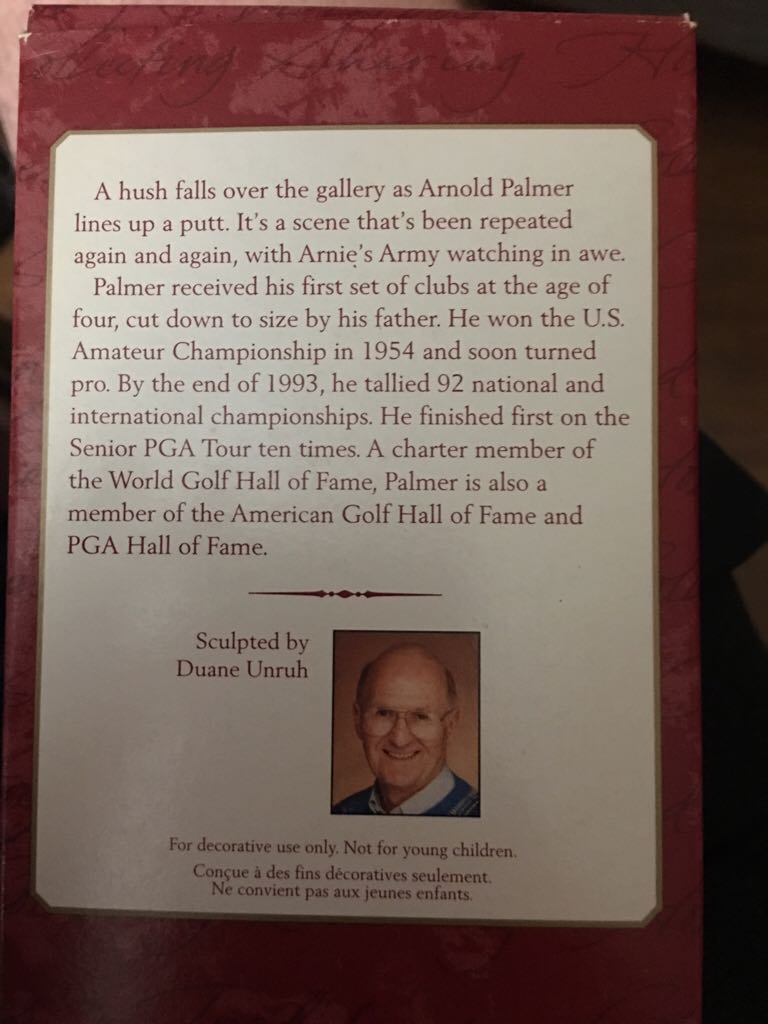 Sharing
A hush falls over the gallery as Arnold Palmer
lines up a putt. It's a scene that's been repeated
again and again, with Arnie's Army watching in awe.
Palmer received his first set of clubs at the age of
four, cut down to size by his father. He won the U.S.
Amateur Championship in 1954 and soon turned
pro. By the end of 1993, he tallied 92 national and
international championships. He finished first on the
Senior PGA Tour ten times. A charter member of
the World Golf Hall of Fame, Palmer is also a
member of the American Golf Hall of Fame and
PGA Hall of Fame.
Sculpted by
Duane Unruh
For decorative use only. Not for young children.
Conçue à des fins décoratives seulement.
Ne convient pas aux jeunes enfants.